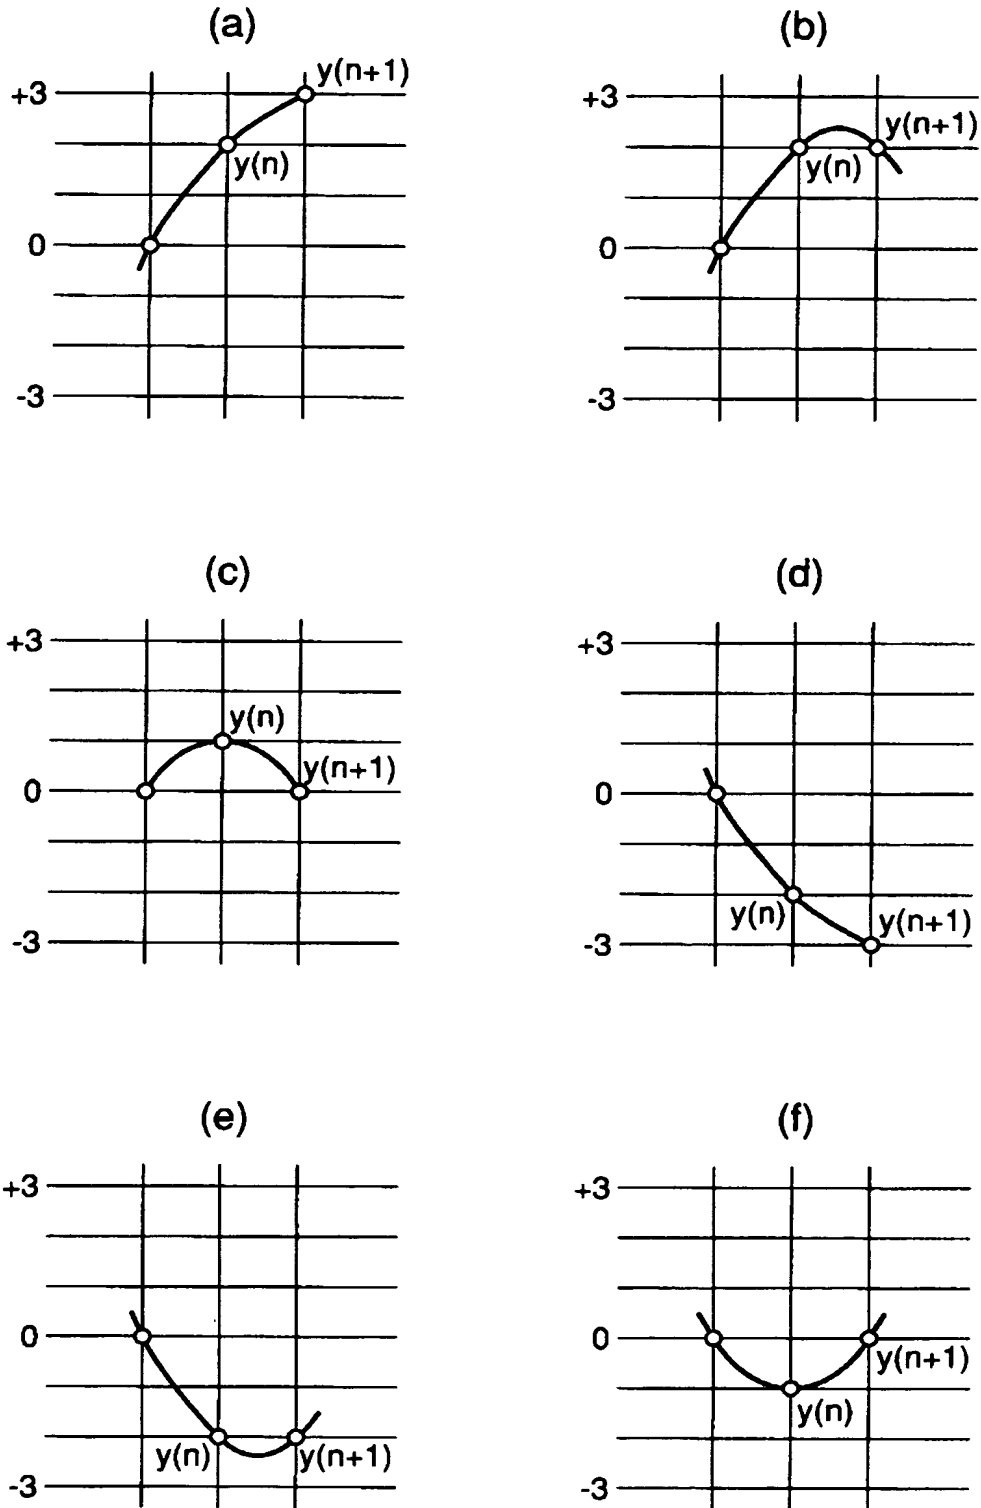 (a)
(b)
+3
y(n+1)
y(n)
0
-3
+3
y(n+1)
y(n)
0
-3
(c)
(d)
+3
y(n)
y(n+1)
0
-3
+3
0
y(n)
y(n+1)
-3
(e)
(f)
+3
0
y(n)
y(n+1)
-3
+3
0
y(n+1)
y(n)
-3